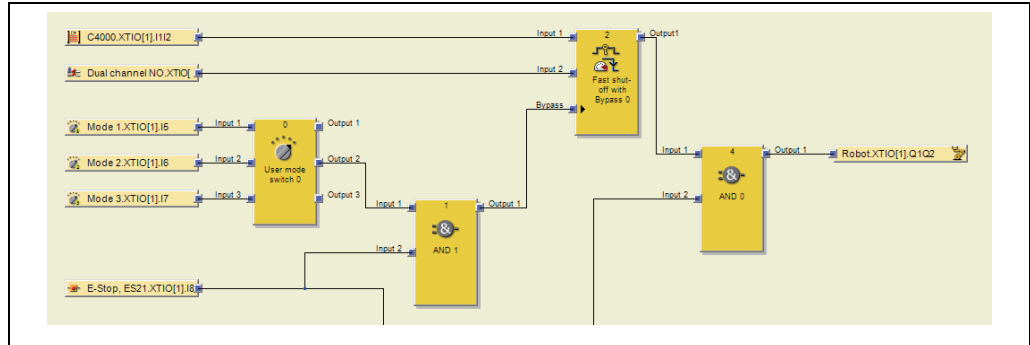 C4000.XTIO[1].I1I2
Input 1
2
Output1
Dual channel NO.XTIO[
Input 2
Fast shut-
off with
Bypass 0
Bypass
Mode 1.XTIO[1].I5
Input 1
0
Output 1
Mode 2.XTIO[1].I6
Input 2
User mode
switch 0
Output 2
Mode 3.XTIO[1].I7
Input 3
Output 3
Input 1
1
Output 1
&
AND 1
Input 2
Input 1
4
Output 1
Robot.XTIO[1].Q1Q2
&
AND 0
Input 2
E-Stop, ES21.XTIO[1].I8